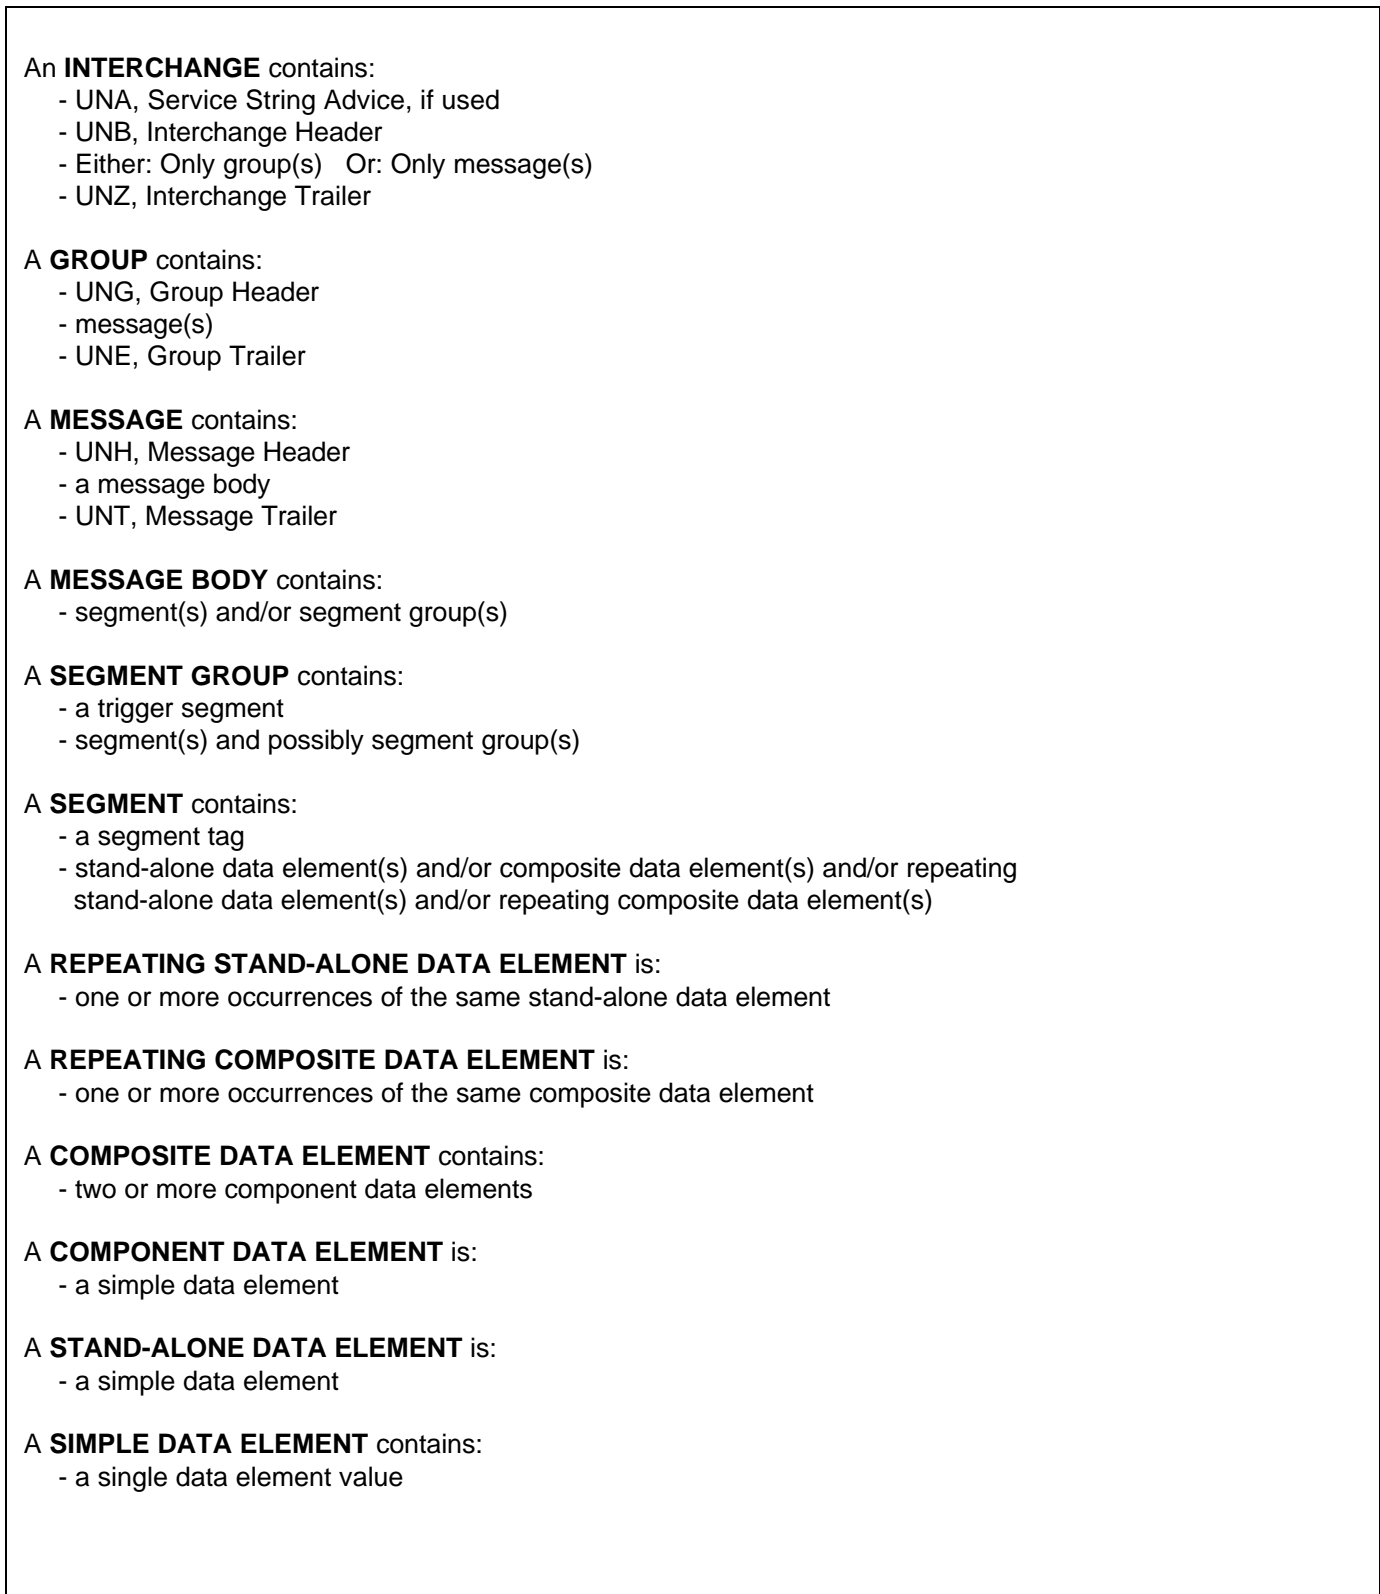 An INTERCHANGE contains:
- UNA, Service String Advice, if used
- UNB, Interchange Header
- Either: Only group(s)   Or: Only message(s)
- UNZ, Interchange Trailer
A GROUP contains:
- UNG, Group Header
- message(s)
- UNE, Group Trailer
A MESSAGE contains:
- UNH, Message Header
- a message body
- UNT, Message Trailer
A MESSAGE BODY contains:
- segment(s) and/or segment group(s)
A SEGMENT GROUP contains:
- a trigger segment
- segment(s) and possibly segment group(s)
A SEGMENT contains:
- a segment tag
- stand-alone data element(s) and/or composite data element(s) and/or repeating
stand-alone data element(s) and/or repeating composite data element(s)
A REPEATING STAND-ALONE DATA ELEMENT is:
- one or more occurrences of the same stand-alone data element
A REPEATING COMPOSITE DATA ELEMENT is:
- one or more occurrences of the same composite data element
A COMPOSITE DATA ELEMENT contains:
- two or more component data elements
A COMPONENT DATA ELEMENT is:
- a simple data element
A STAND-ALONE DATA ELEMENT is:
- a simple data element
A SIMPLE DATA ELEMENT contains:
- a single data element value